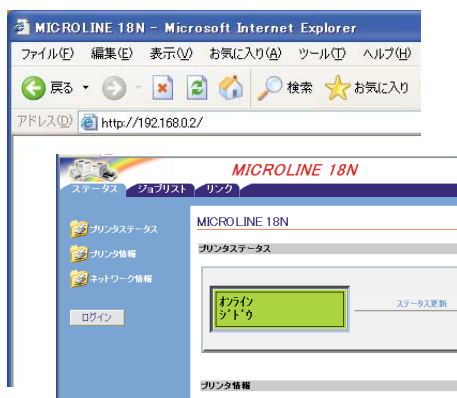 MICROLINE 18N - Microsoft Internet Explorer
ファイル(F) 編集(E) 表示(V) お気に入り(A) ツール(T) ヘルプ(H)
戻る 検索 お気に入り
アドレス(D) http://192.168.0.2/
MICROLINE 18N
ステータス ジョブリスト リンク
プリンタステータス
プリンタ情報
ネットワーク情報
ログイン
MICROLINE 18N
プリンタステータス
オンライン
ジドウ
ステータス更新
プリンタ情報